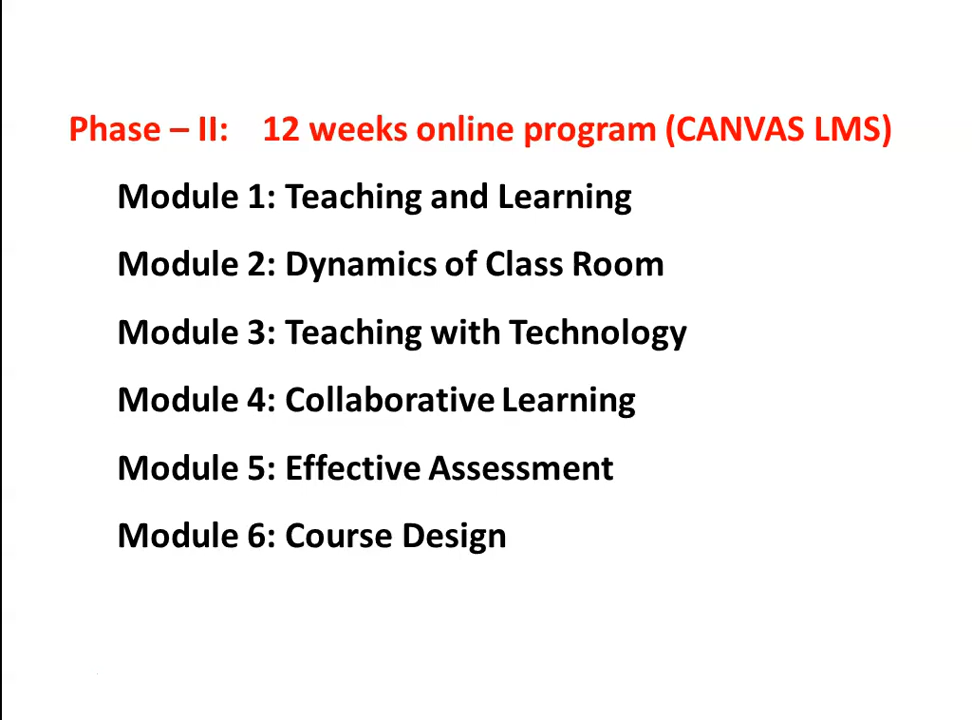 Phase – II: 12 weeks online program (CANVAS LMS)
Module 1: Teaching and Learning
Module 2: Dynamics of Class Room
Module 3: Teaching with Technology
Module 4: Collaborative Learning
Module 5: Effective Assessment
Module 6: Course Design